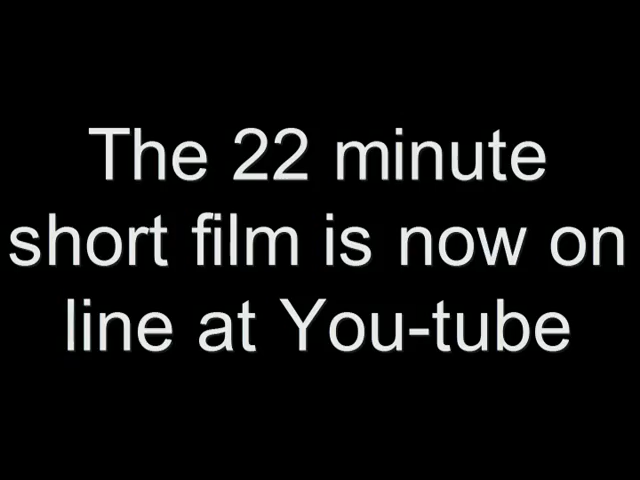 The 22 minute
short film is now on
line at You-tube